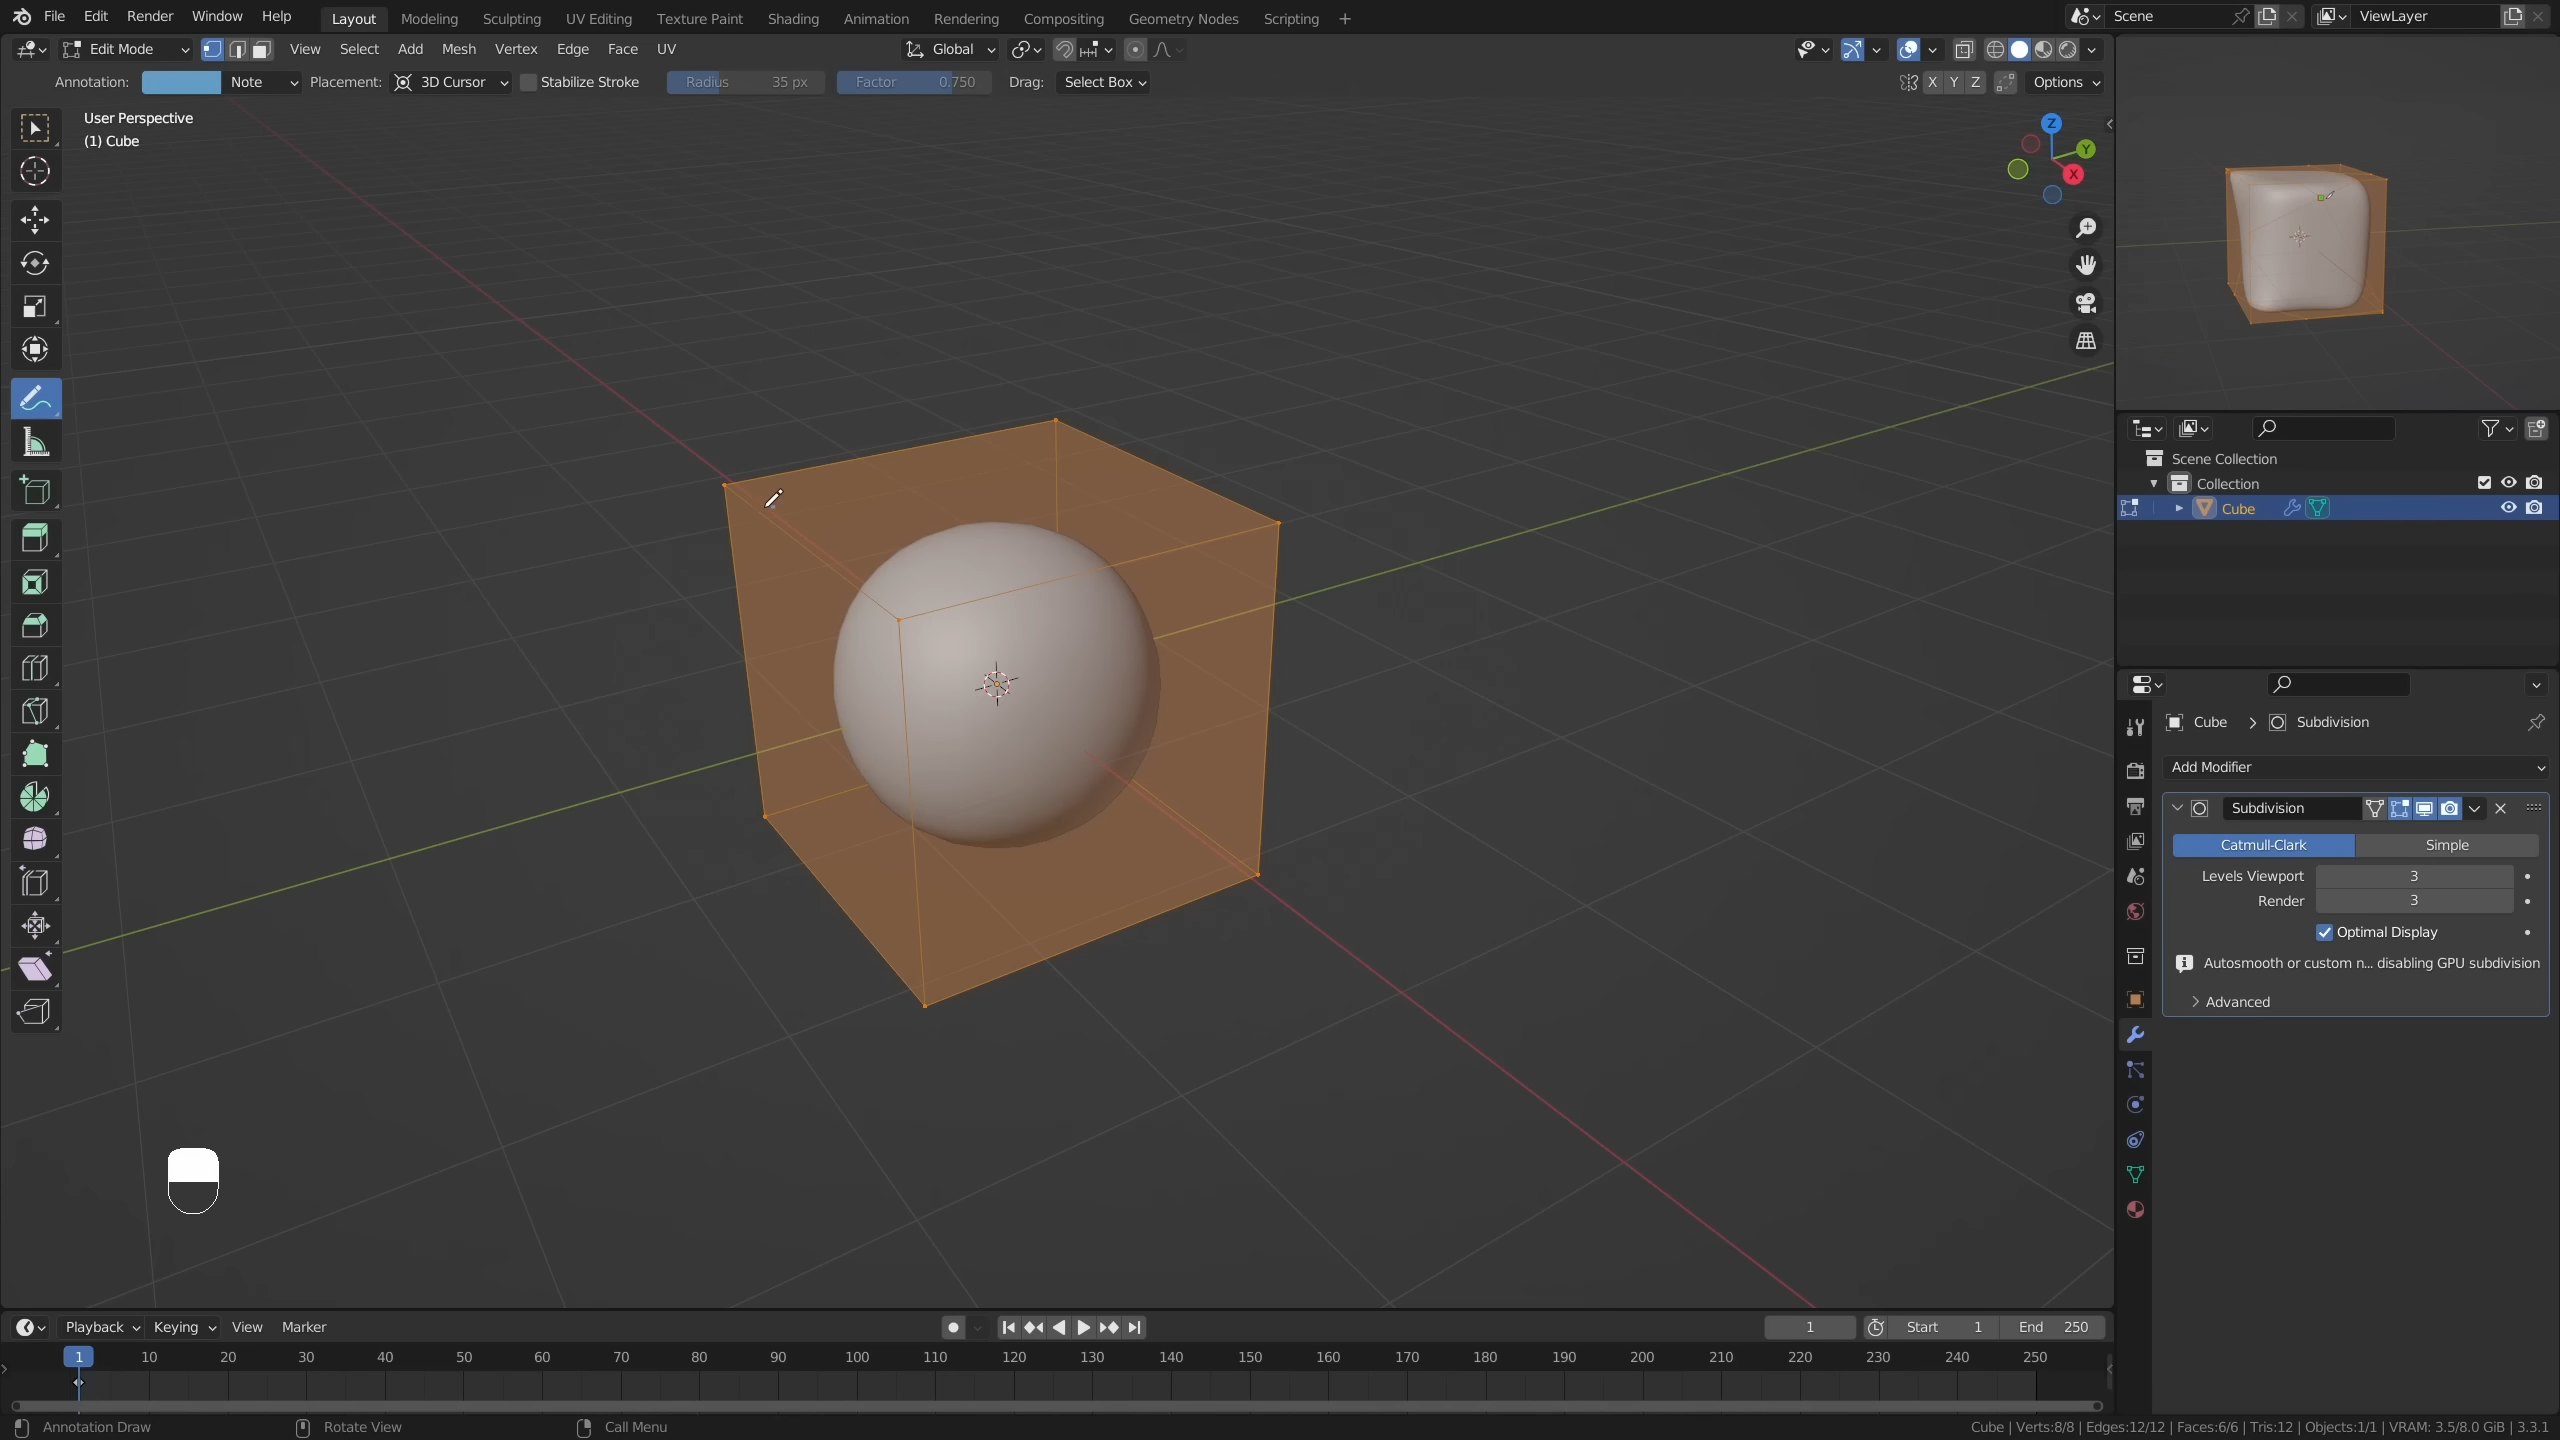 File Edit Render Window Help Layout Modeling Sculpting UV Editing Texture Paint Shading Animation Rendering Compositing Geometry Nodes Scripting + Scene ViewLayer
Edit Mode View Select Add Mesh Vertex Edge Face UV Global
Annotation: Note Placement: 3D Cursor Stabilize Stroke Radius 35 px Factor 0.750 Drag: Select Box X Y Z Options
User Perspective
(1) Cube
Z
Y
X
Scene Collection
Collection
Cube
Cube > Subdivision
Add Modifier
Subdivision
Catmull-Clark Simple
Levels Viewport 3
Render 3
Optimal Display
Autosmooth or custom n... disabling GPU subdivision
Advanced
Playback Keying View Marker 1 Start 1 End 250
1 10 20 30 40 50 60 70 80 90 100 110 120 130 140 150 160 170 180 190 200 210 220 230 240 250
Annotation Draw Rotate View Call Menu Cube | Verts:8/8 | Edges:12/12 | Faces:6/6 | Tris:12 | Objects:1/1 | VRAM: 3.5/8.0 GiB | 3.3.1